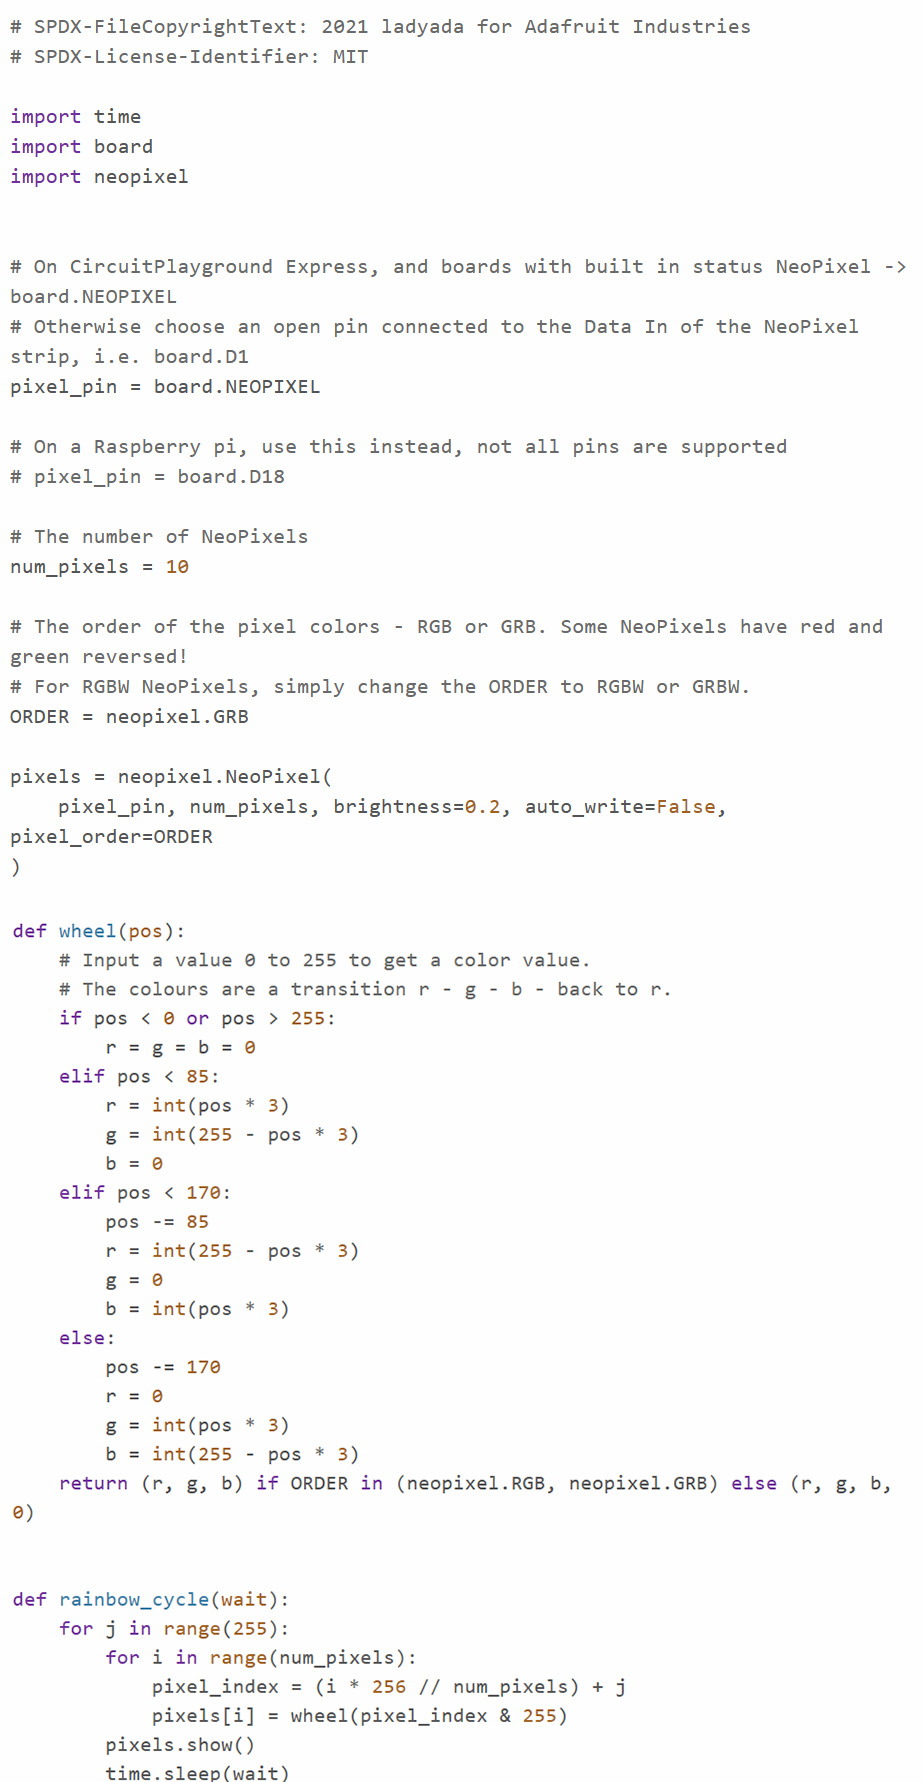 # SPDX-FileCopyrightText: 2021 ladyada for Adafruit Industries
# SPDX-License-Identifier: MIT

import time
import board
import neopixel


# On CircuitPlayground Express, and boards with built in status NeoPixel ->
board.NEOPIXEL
# Otherwise choose an open pin connected to the Data In of the NeoPixel
strip, i.e. board.D1
pixel_pin = board.NEOPIXEL

# On a Raspberry pi, use this instead, not all pins are supported
# pixel_pin = board.D18

# The number of NeoPixels
num_pixels = 10

# The order of the pixel colors - RGB or GRB. Some NeoPixels have red and
green reversed!
# For RGBW NeoPixels, simply change the ORDER to RGBW or GRBW.
ORDER = neopixel.GRB

pixels = neopixel.NeoPixel(
    pixel_pin, num_pixels, brightness=0.2, auto_write=False,
pixel_order=ORDER
)

def wheel(pos):
    # Input a value 0 to 255 to get a color value.
    # The colours are a transition r - g - b - back to r.
    if pos < 0 or pos > 255:
        r = g = b = 0
    elif pos < 85:
        r = int(pos * 3)
        g = int(255 - pos * 3)
        b = 0
    elif pos < 170:
        pos -= 85
        r = int(255 - pos * 3)
        g = 0
        b = int(pos * 3)
    else:
        pos -= 170
        r = 0
        g = int(pos * 3)
        b = int(255 - pos * 3)
    return (r, g, b) if ORDER in (neopixel.RGB, neopixel.GRB) else (r, g, b,
0)


def rainbow_cycle(wait):
    for j in range(255):
        for i in range(num_pixels):
            pixel_index = (i * 256 // num_pixels) + j
            pixels[i] = wheel(pixel_index & 255)
        pixels.show()
        time.sleep(wait)